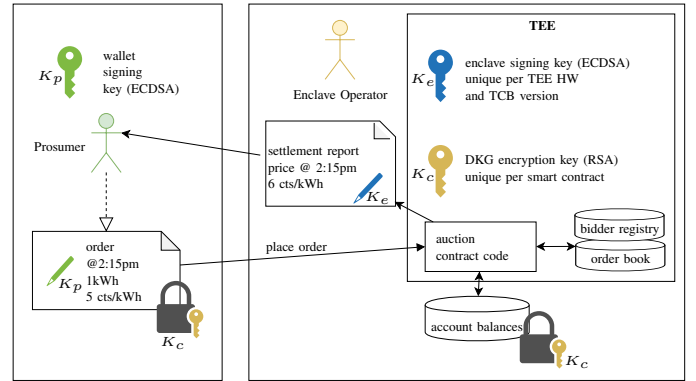 K_p
wallet
signing
key (ECDSA)
Prosumer
order
@2:15pm
1kWh
5 cts/kWh
K_p
K_c
place order
Enclave Operator
settlement report
price @ 2:15pm
6 cts/kWh
K_e
TEE
K_e
enclave signing key (ECDSA)
unique per TEE HW
and TCB version
K_c
DKG encryption key (RSA)
unique per smart contract
auction
contract code
bidder registry
order book
account balances
K_c